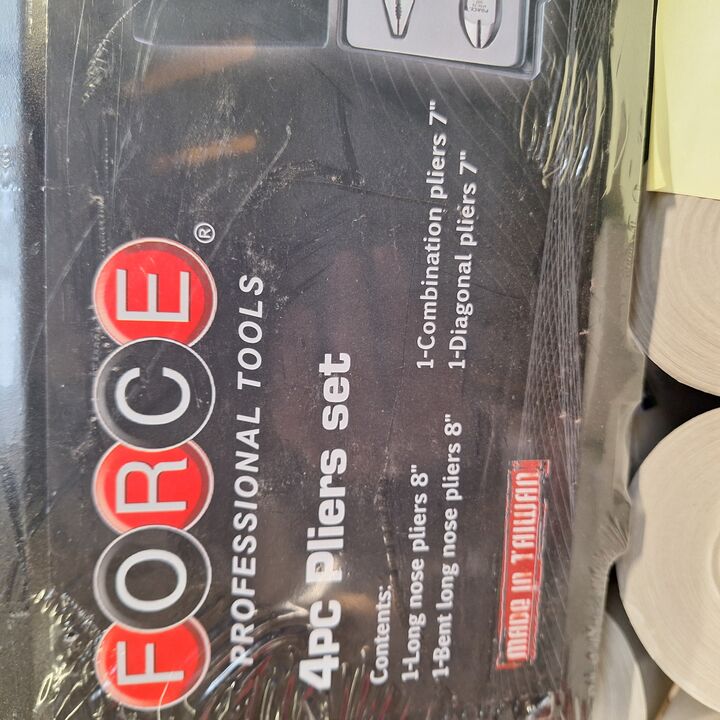 FORCE®
PROFESSIONAL TOOLS
4PC Pliers set
Contents:
1-Long nose pliers 8"
1-Bent long nose pliers 8"
1-Combination pliers 7"
1-Diagonal pliers 7"
MADE IN TAIWAN